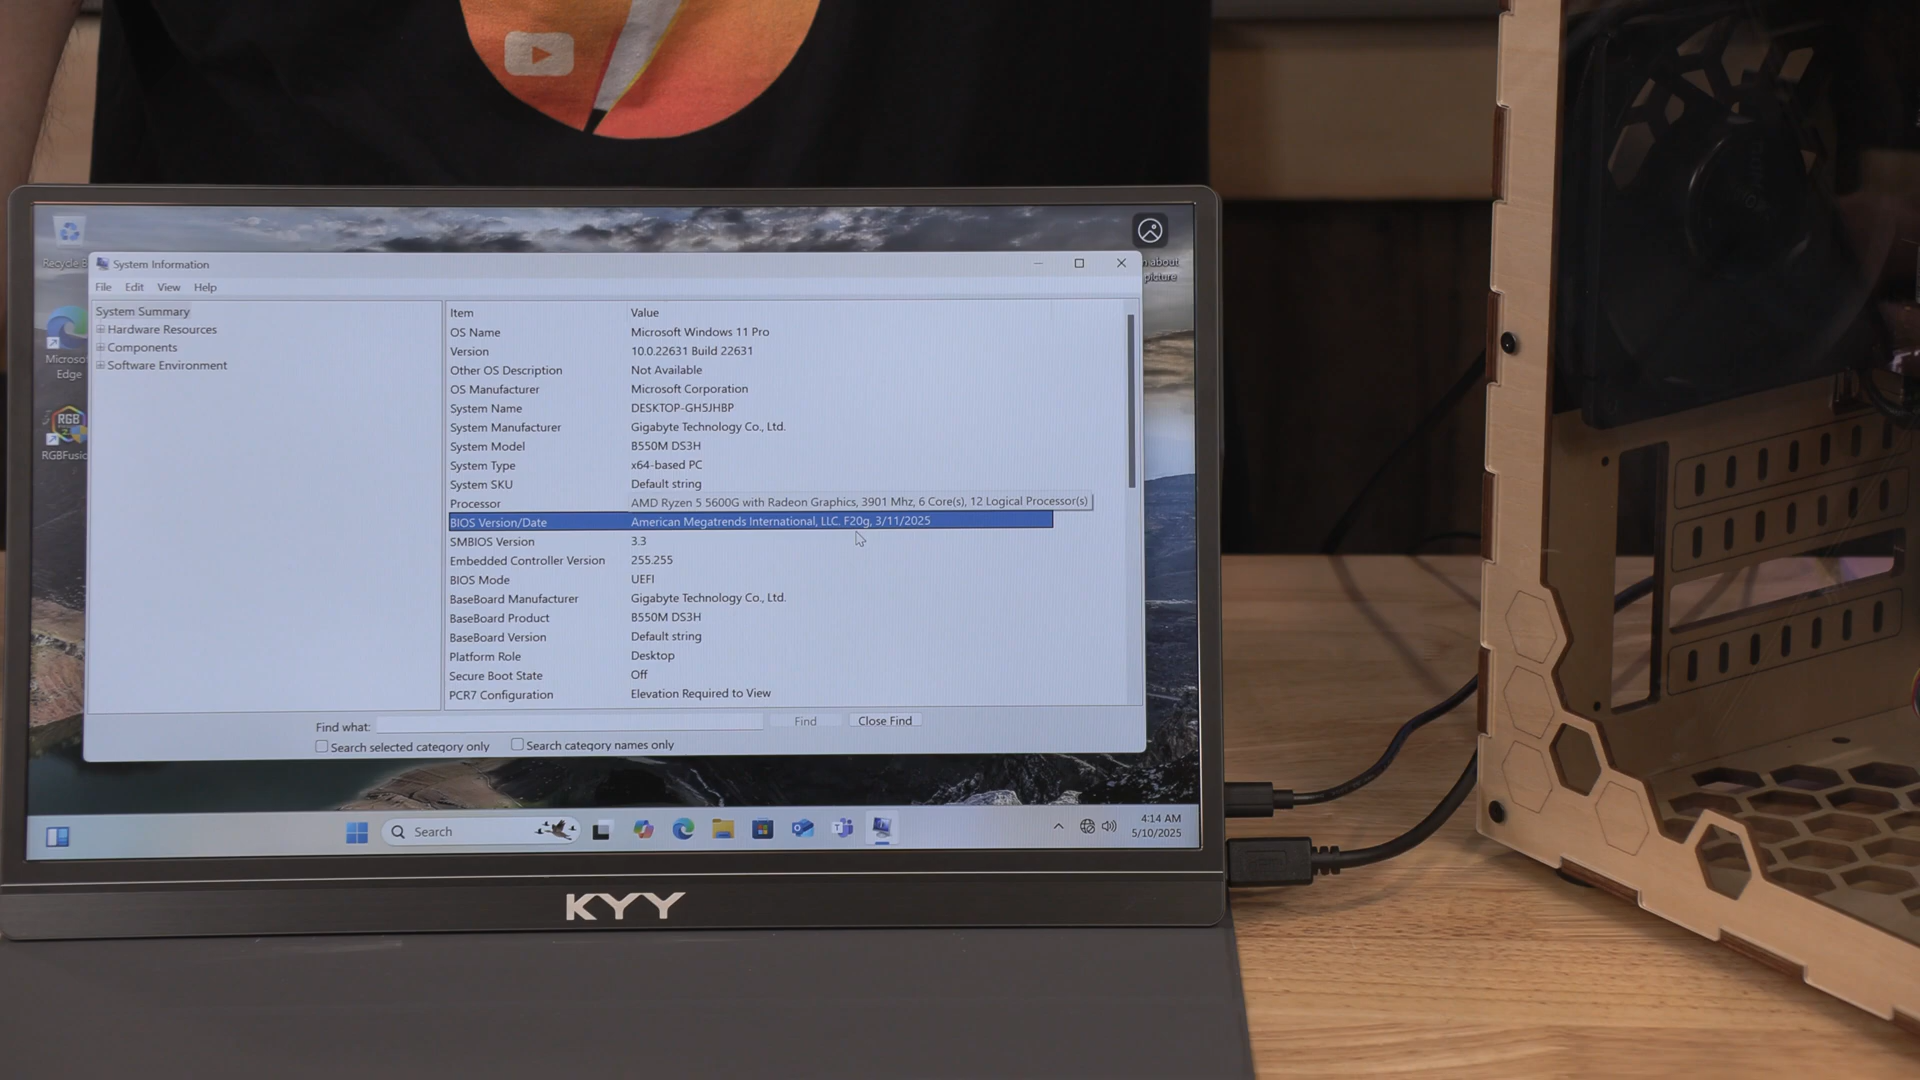 Recycle B
System Information
File Edit View Help
System Summary
Hardware Resources
Components
Software Environment
Item Value
OS Name Microsoft Windows 11 Pro
Version 10.0.22631 Build 22631
Other OS Description Not Available
OS Manufacturer Microsoft Corporation
System Name DESKTOP-GH5JHBP
System Manufacturer Gigabyte Technology Co., Ltd.
System Model B550M DS3H
System Type x64-based PC
System SKU Default string
Processor AMD Ryzen 5 5600G with Radeon Graphics, 3901 Mhz, 6 Core(s), 12 Logical Processor(s)
BIOS Version/Date American Megatrends International, LLC. F20g, 3/11/2025
SMBIOS Version 3.3
Embedded Controller Version 255.255
BIOS Mode UEFI
BaseBoard Manufacturer Gigabyte Technology Co., Ltd.
BaseBoard Product B550M DS3H
BaseBoard Version Default string
Platform Role Desktop
Secure Boot State Off
PCR7 Configuration Elevation Required to View
Find what: Find Close Find
Search selected category only Search category names only
Microso
Edge
RGB
RGBFusio
about
picture
Search
4:14 AM
5/10/2025
KYY